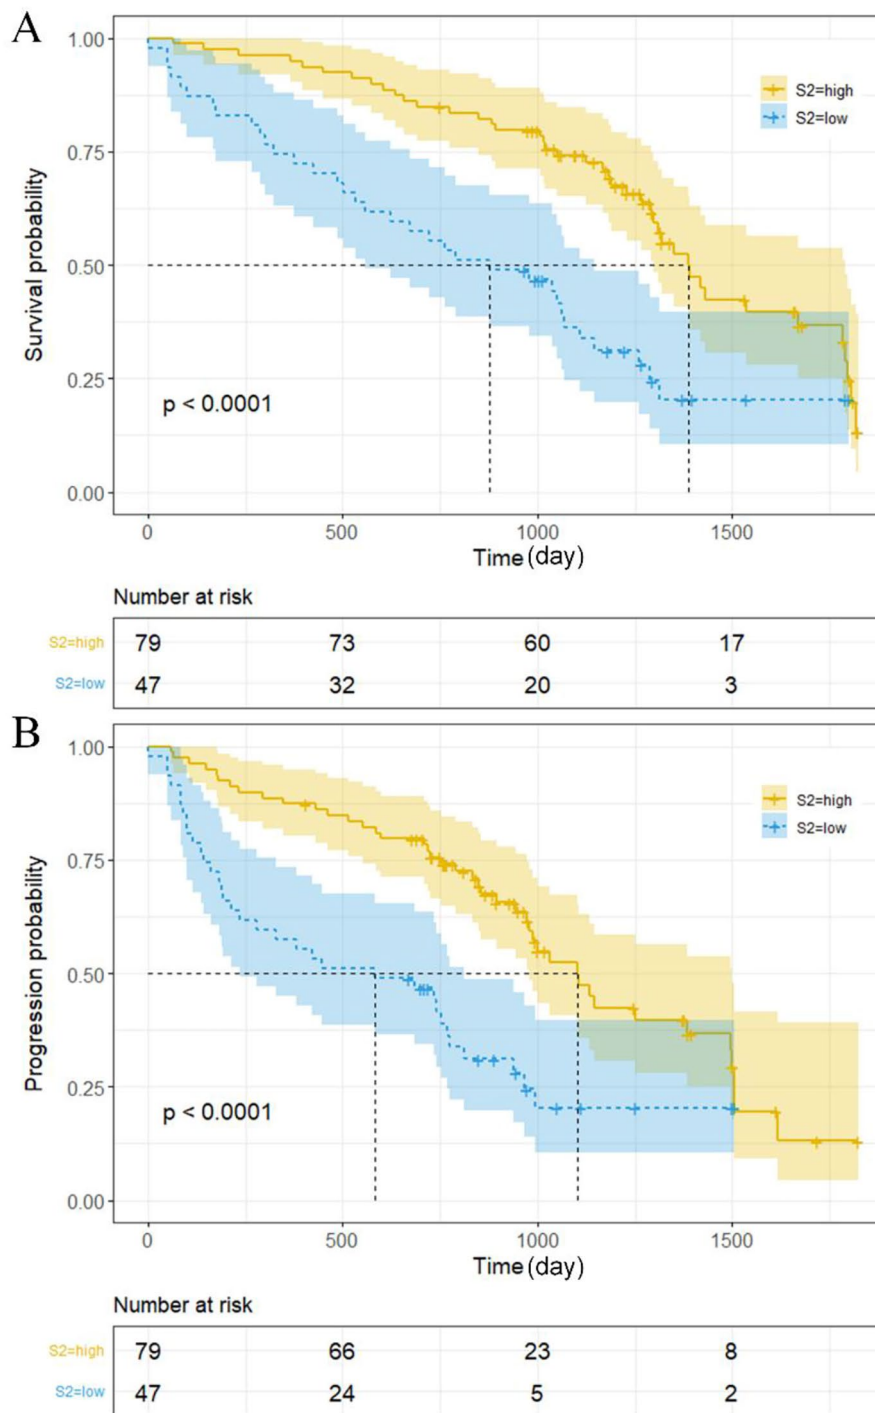 A
1.00
0.75
0.50
0.25
0.00
Survival probability
S2=high
S2=low
p < 0.0001
0 500 1000 1500
Time (day)
Number at risk
S2=high 79 73 60 17
S2=low 47 32 20 3
B
1.00
0.75
0.50
0.25
0.00
Progression probability
S2=high
S2=low
p < 0.0001
0 500 1000 1500
Time (day)
Number at risk
S2=high 79 66 23 8
S2=low 47 24 5 2